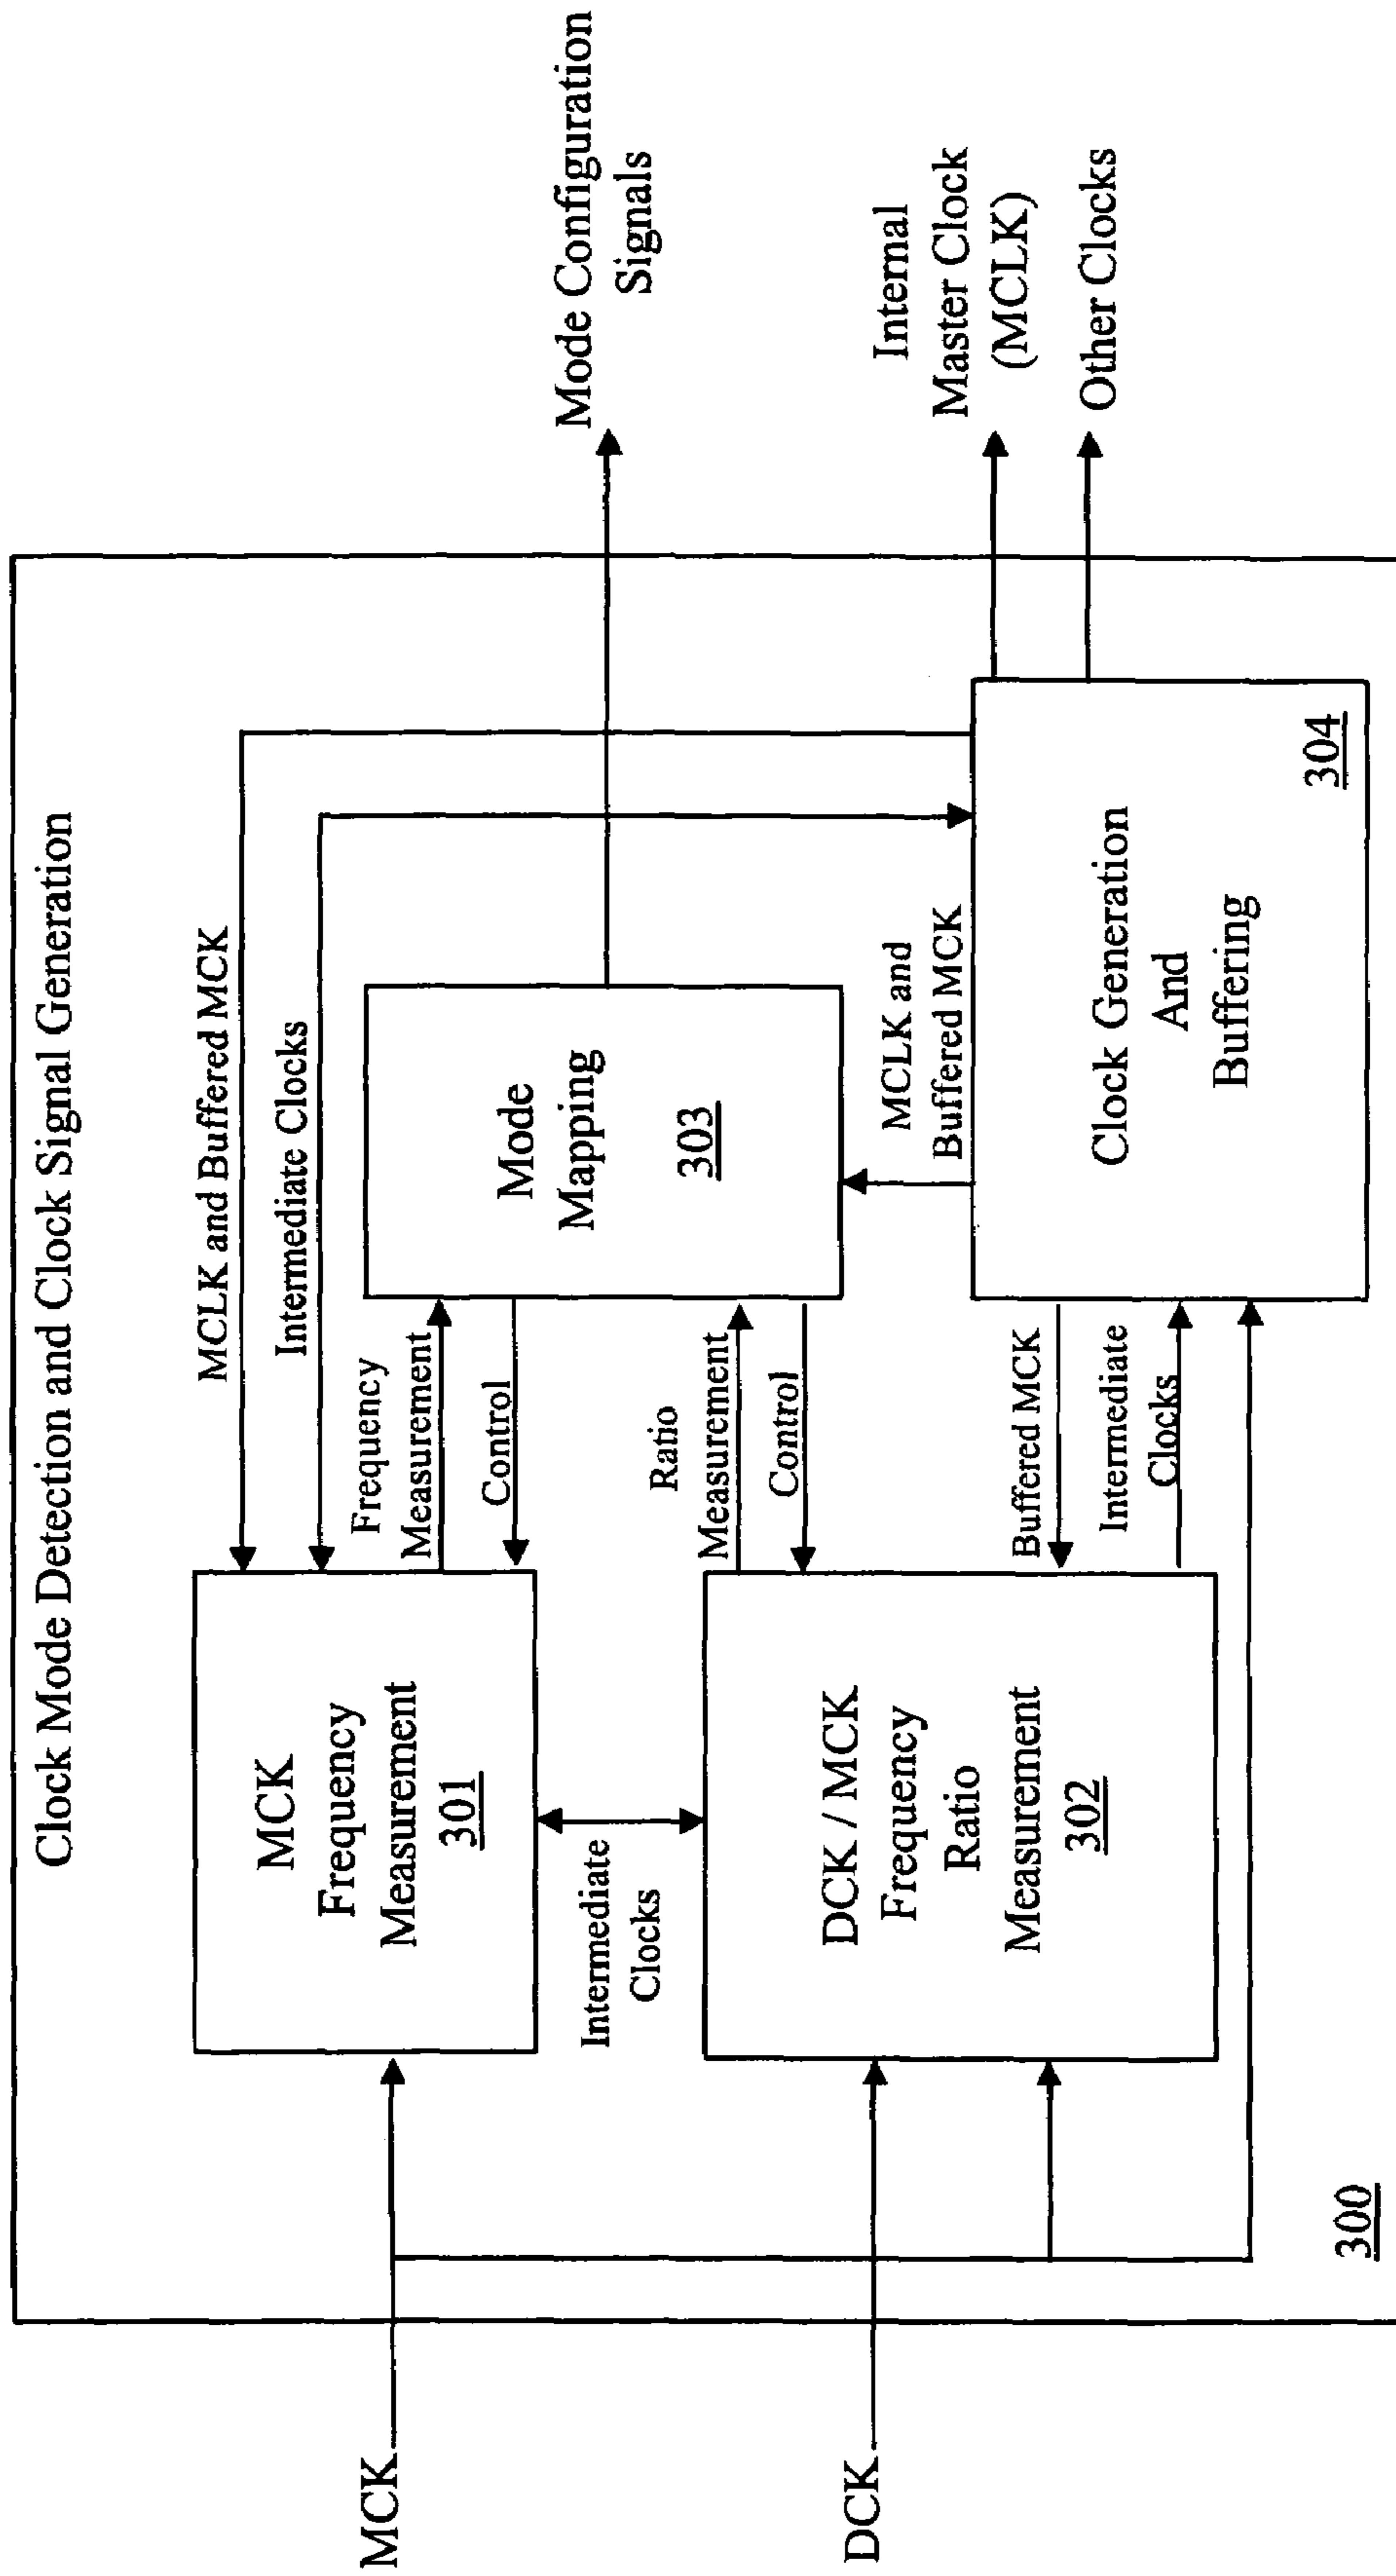 Clock Mode Detection and Clock Signal Generation
MCLK and Buffered MCK
Intermediate Clocks
MCK
MCK
Frequency
Measurement
301
Frequency
Measurement
Control
Mode
Mapping
303
Mode Configuration
Signals
Intermediate
Clocks
Ratio
Measurement
Control
DCK
DCK / MCK
Frequency
Ratio
Measurement
302
MCLK and
Buffered MCK
Buffered MCK
Intermediate
Clocks
Clock Generation
And
Buffering
304
Internal
Master Clock
(MCLK)
Other Clocks
300